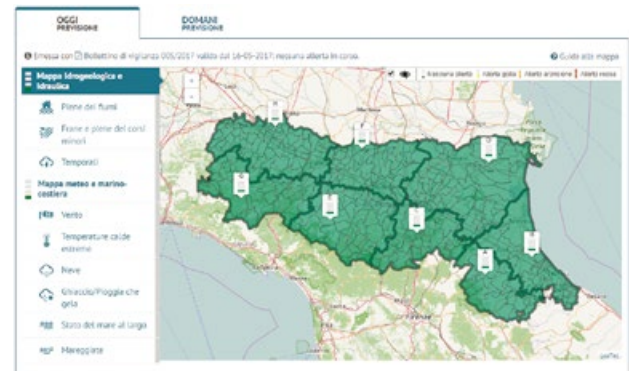 OGGI
PREVISIONE
DOMANI
PREVISIONE
Emessa con Bollettino di vigilanza 005/2017 valido dal 16-05-2017: nessuna allerta in corso.
Guida alle mappe
Mappa Idrogeologica e
Idraulica
Piene dei fiumi
Frane e piene dei corsi
minori
Temporali
Mappa meteo e marino-
costiera
Vento
Temperature calde
estreme
Neve
Ghiaccio/Pioggia che
gela
Stato del mare al largo
Mareggiate
Nessuna allerta
Allerta gialla
Allerta arancione
Allerta rossa
Firenze